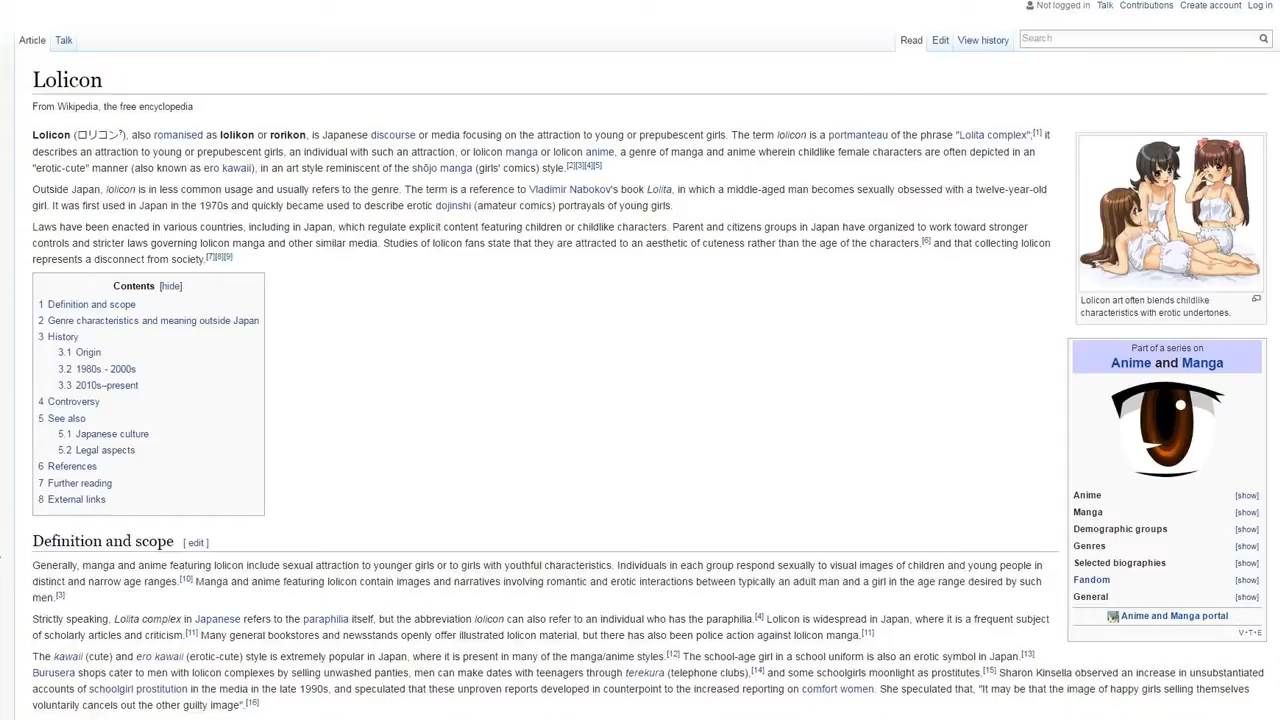 Not logged in Talk Contributions Create account Log in
Article Talk
Read Edit View history Search
Lolicon
From Wikipedia, the free encyclopedia
Lolicon (ロリコン?), also romanised as lolikon or rorikon, is Japanese discourse or media focusing on the attraction to young or prepubescent girls. The term lolicon is a portmanteau of the phrase "Lolita complex";[1] it
describes an attraction to young or prepubescent girls, an individual with such an attraction, or lolicon manga or lolicon anime, a genre of manga and anime wherein childlike female characters are often depicted in an
"erotic-cute" manner (also known as ero kawaii), in an art style reminiscent of the shōjo manga (girls' comics) style.[2][3][4][5]
Outside Japan, lolicon is in less common usage and usually refers to the genre. The term is a reference to Vladimir Nabokov's book Lolita, in which a middle-aged man becomes sexually obsessed with a twelve-year-old
girl. It was first used in Japan in the 1970s and quickly became used to describe erotic dojinshi (amateur comics) portrayals of young girls.
Laws have been enacted in various countries, including in Japan, which regulate explicit content featuring children or childlike characters. Parent and citizens groups in Japan have organized to work toward stronger
controls and stricter laws governing lolicon manga and other similar media. Studies of lolicon fans state that they are attracted to an aesthetic of cuteness rather than the age of the characters,[6] and that collecting lolicon
represents a disconnect from society.[7][8][9]
Lolicon art often blends childlike
characteristics with erotic undertones.
Contents [hide]
1 Definition and scope
2 Genre characteristics and meaning outside Japan
3 History
3.1 Origin
3.2 1980s - 2000s
3.3 2010s–present
4 Controversy
5 See also
5.1 Japanese culture
5.2 Legal aspects
6 References
7 Further reading
8 External links
Part of a series on
Anime and Manga
Anime [show]
Manga [show]
Demographic groups [show]
Genres [show]
Selected biographies [show]
Fandom [show]
General [show]
Anime and Manga portal
V·T·E
Definition and scope [ edit ]
Generally, manga and anime featuring lolicon include sexual attraction to younger girls or to girls with youthful characteristics. Individuals in each group respond sexually to visual images of children and young people in
distinct and narrow age ranges.[10] Manga and anime featuring lolicon contain images and narratives involving romantic and erotic interactions between typically an adult man and a girl in the age range desired by such
men.[3]
Strictly speaking, Lolita complex in Japanese refers to the paraphilia itself, but the abbreviation lolicon can also refer to an individual who has the paraphilia.[4] Lolicon is widespread in Japan, where it is a frequent subject
of scholarly articles and criticism.[11] Many general bookstores and newsstands openly offer illustrated lolicon material, but there has also been police action against lolicon manga.[11]
The kawaii (cute) and ero kawaii (erotic-cute) style is extremely popular in Japan, where it is present in many of the manga/anime styles.[12] The school-age girl in a school uniform is also an erotic symbol in Japan.[13]
Burusera shops cater to men with lolicon complexes by selling unwashed panties, men can make dates with teenagers through terekura (telephone clubs),[14] and some schoolgirls moonlight as prostitutes.[15] Sharon Kinsella observed an increase in unsubstantiated
accounts of schoolgirl prostitution in the media in the late 1990s, and speculated that these unproven reports developed in counterpoint to the increased reporting on comfort women. She speculated that, "It may be that the image of happy girls selling themselves
voluntarily cancels out the other guilty image".[16]